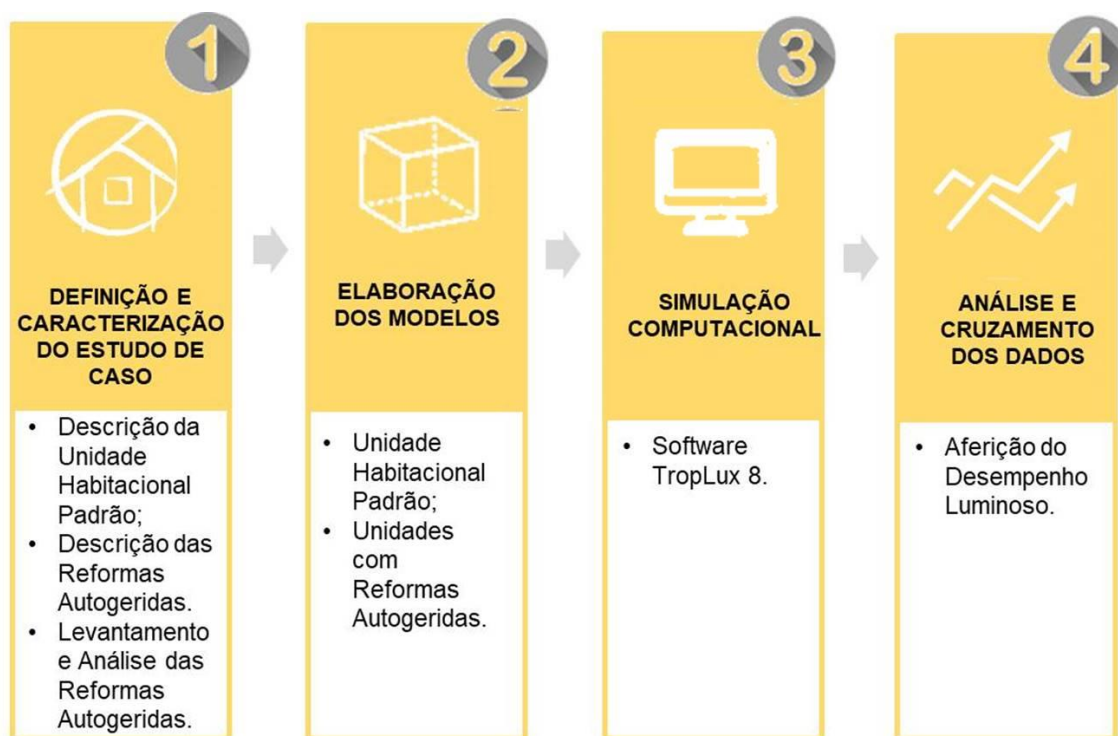 1
DEFINIÇÃO E
CARACTERIZAÇÃO
DO ESTUDO DE
CASO
• Descrição da
Unidade
Habitacional
Padrão;
• Descrição das
Reformas
Autogeridas.
• Levantamento
e Análise das
Reformas
Autogeridas.
2
ELABORAÇÃO
DOS MODELOS
• Unidade
Habitacional
Padrão;
• Unidades
com
Reformas
Autogeridas.
3
SIMULAÇÃO
COMPUTACIONAL
• Software
TropLux 8.
4
ANÁLISE E
CRUZAMENTO
DOS DADOS
• Aferição do
Desempenho
Luminoso.